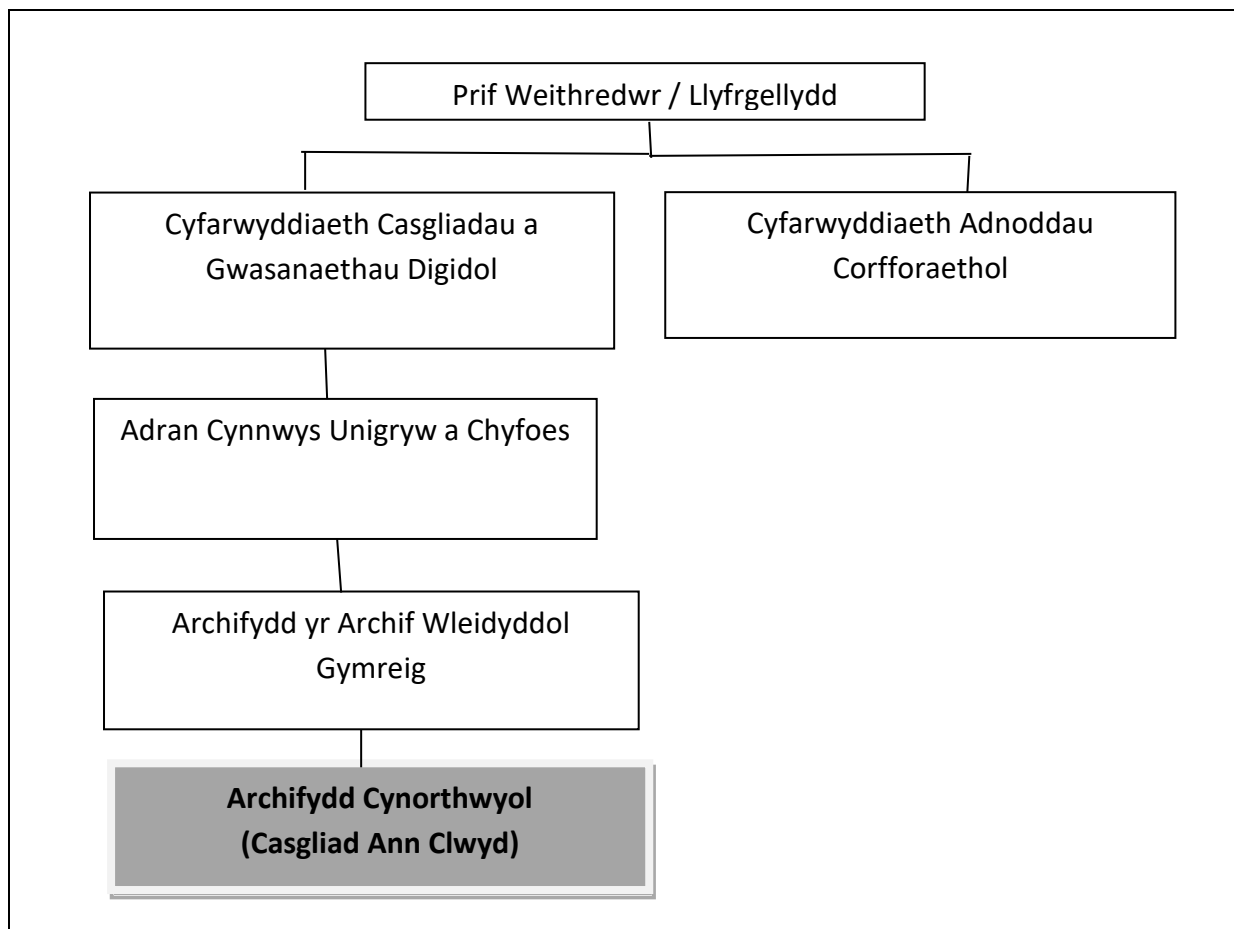 Prif Weithredwr / Llyfrgellydd
Cyfarwyddiaeth Casgliadau a
Gwasanaethau Digidol
Cyfarwyddiaeth Adnoddau
Corfforaethol
Adran Cynnwys Unigryw a Chyfoes
Archifydd yr Archif Wleidyddol
Gymreig
Archifydd Cynorthwyol
(Casgliad Ann Clwyd)